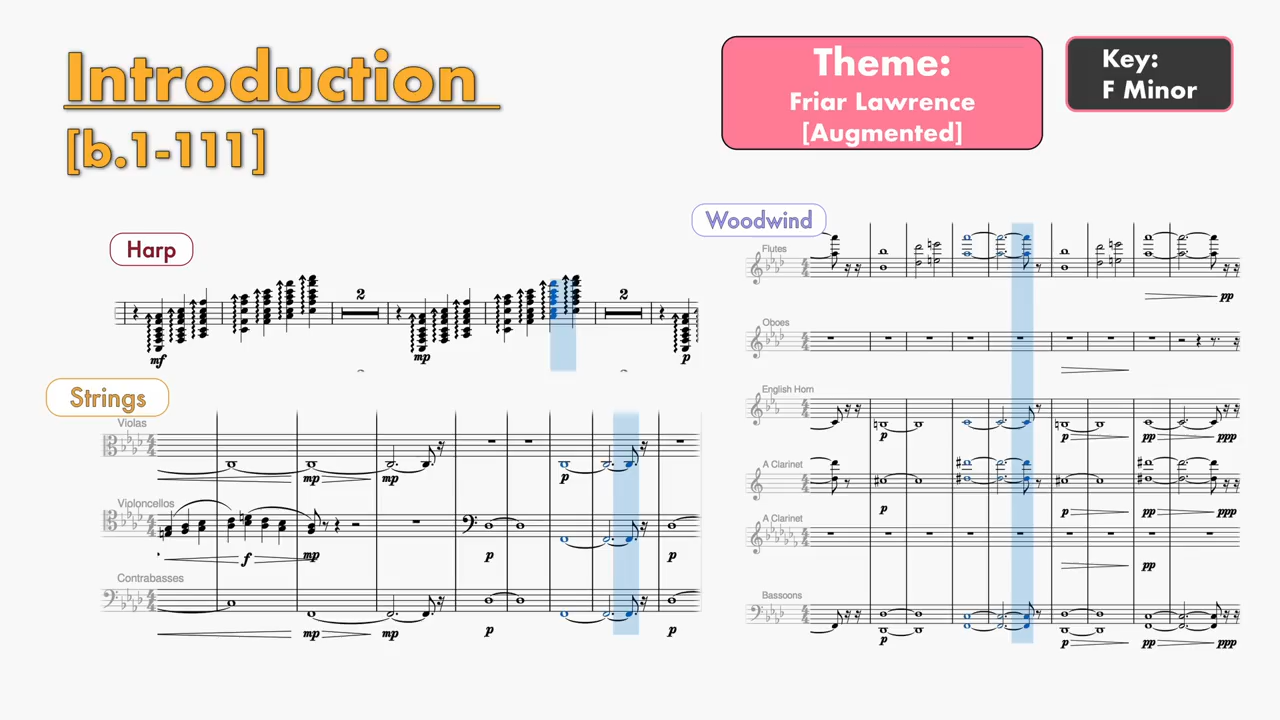 Introduction
[b.1-111]
Theme:
Friar Lawrence
[Augmented]
Key:
F Minor
Harp
2
2
mf
mp
p
Strings
Violas
mp
mp
p
Violoncellos
f
mp
p
p
Contrabasses
mp
mp
p
p
Woodwind
Flutes
pp
Oboes
English Horn
p
p
pp
ppp
A Clarinet
p
p
pp
ppp
A Clarinet
pp
Bassoons
p
p
pp
ppp